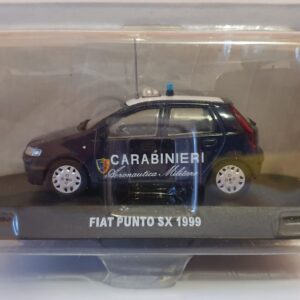 CARABINIERI
Aeronautica Militare
FIAT PUNTO SX 1999